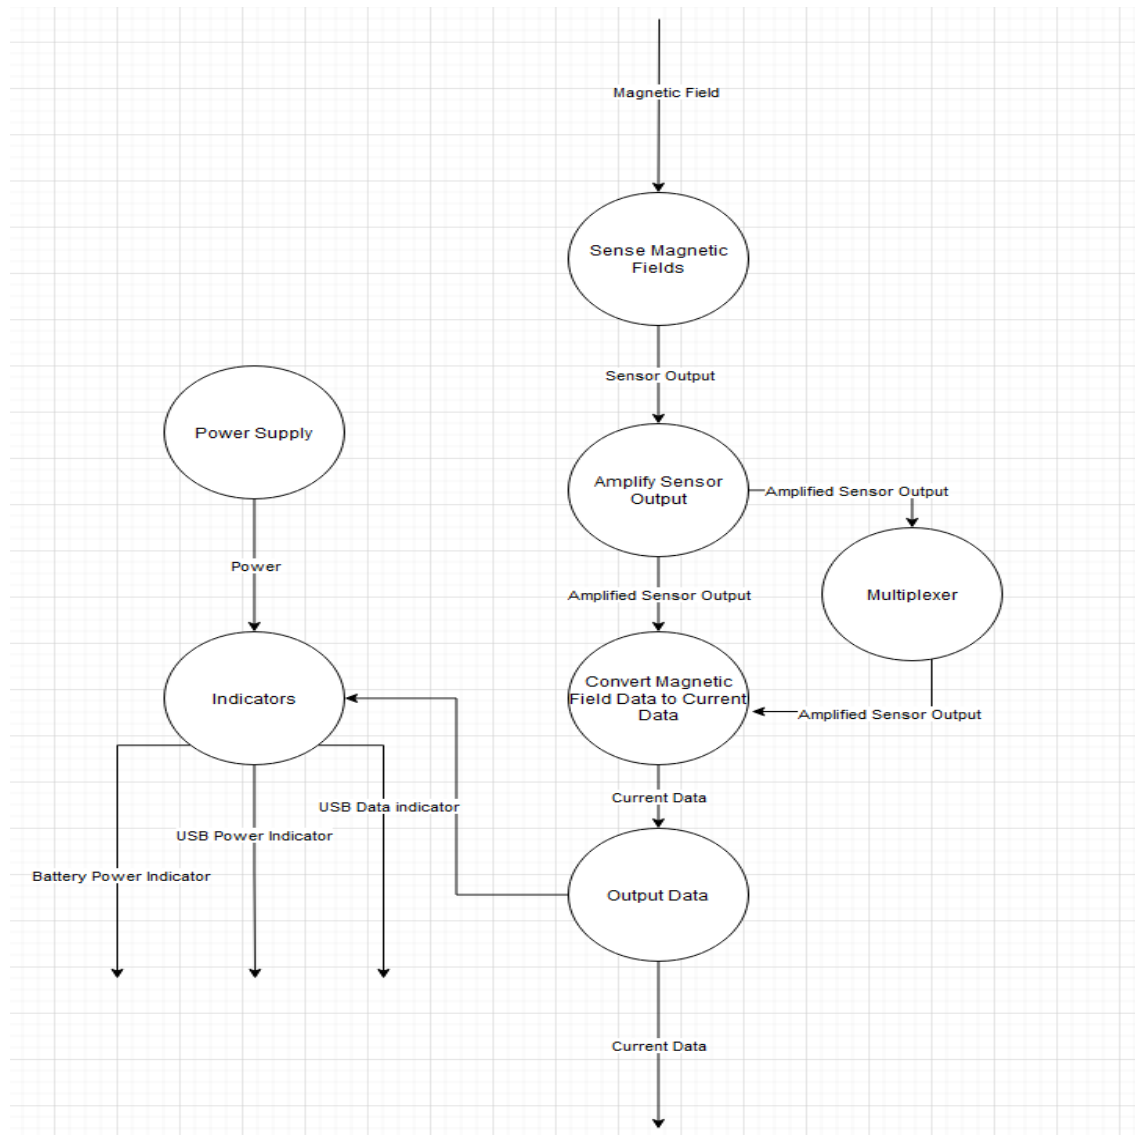 Magnetic Field
Sense Magnetic
Fields
Sensor Output
Power Supply
Amplify Sensor
Output
Amplified Sensor Output
Power
Amplified Sensor Output
Multiplexer
Indicators
Convert Magnetic
Field Data to Current
Data
Amplified Sensor Output
Current Data
USB Data indicator
USB Power Indicator
Battery Power Indicator
Output Data
Current Data